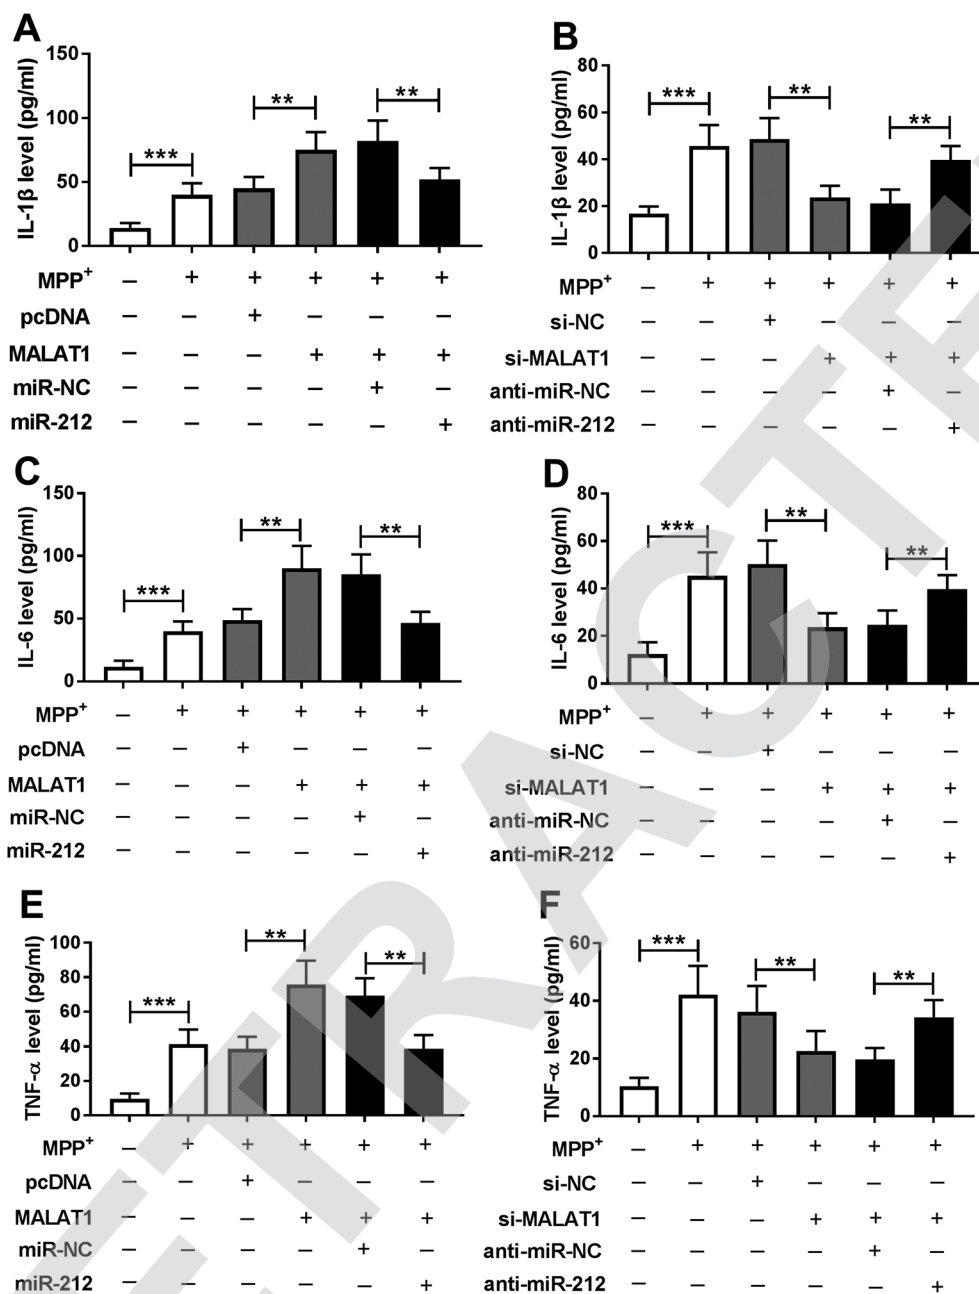 A
IL-1β level (pg/ml)
150
100
50
0
*** ** **
MPP+ – + + + + +
pcDNA – – + – – –
MALAT1 – – – + + +
miR-NC – – – – + –
miR-212 – – – – – +
B
IL-1β level (pg/ml)
80
60
40
20
0
*** ** **
MPP+ – + + + + +
si-NC – – + – – –
si-MALAT1 – – – + + +
anti-miR-NC – – – – + –
anti-miR-212 – – – – – +
C
IL-6 level (pg/ml)
150
100
50
0
*** ** **
MPP+ – + + + + +
pcDNA – – + – – –
MALAT1 – – – + + +
miR-NC – – – – + –
miR-212 – – – – – +
D
IL-6 level (pg/ml)
80
60
40
20
0
*** ** **
MPP+ – + + + + +
si-NC – – + – – –
si-MALAT1 – – – + + +
anti-miR-NC – – – – + –
anti-miR-212 – – – – – +
E
TNF-α level (pg/ml)
100
80
60
40
20
0
*** ** **
MPP+ – + + + + +
pcDNA – – + – – –
MALAT1 – – – + + +
miR-NC – – – – + –
miR-212 – – – – – +
F
TNF-α level (pg/ml)
60
40
20
0
*** ** **
MPP+ – + + + + +
si-NC – – + – – –
si-MALAT1 – – – + + +
anti-miR-NC – – – – + –
anti-miR-212 – – – – – +
ETRACTE